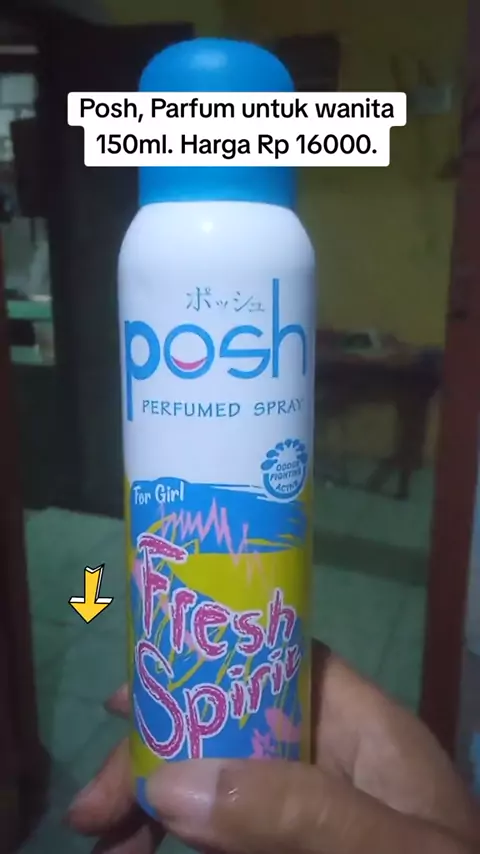 Posh, Parfum untuk wanita
150ml. Harga Rp 16000.
ポッシュ
posh
PERFUMED SPRAY
ODOR
FIGHTING
ACTION
For Girl
Fresh
Spirit